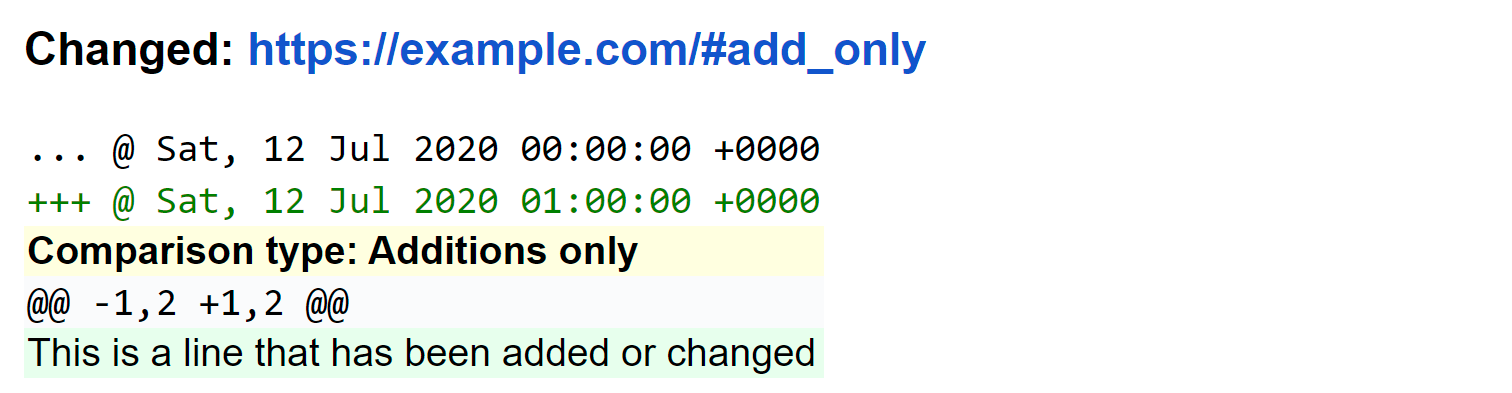 Changed: https://example.com/#add_only
... @ Sat, 12 Jul 2020 00:00:00 +0000
+++ @ Sat, 12 Jul 2020 01:00:00 +0000
Comparison type: Additions only
@@ -1,2 +1,2 @@
This is a line that has been added or changed